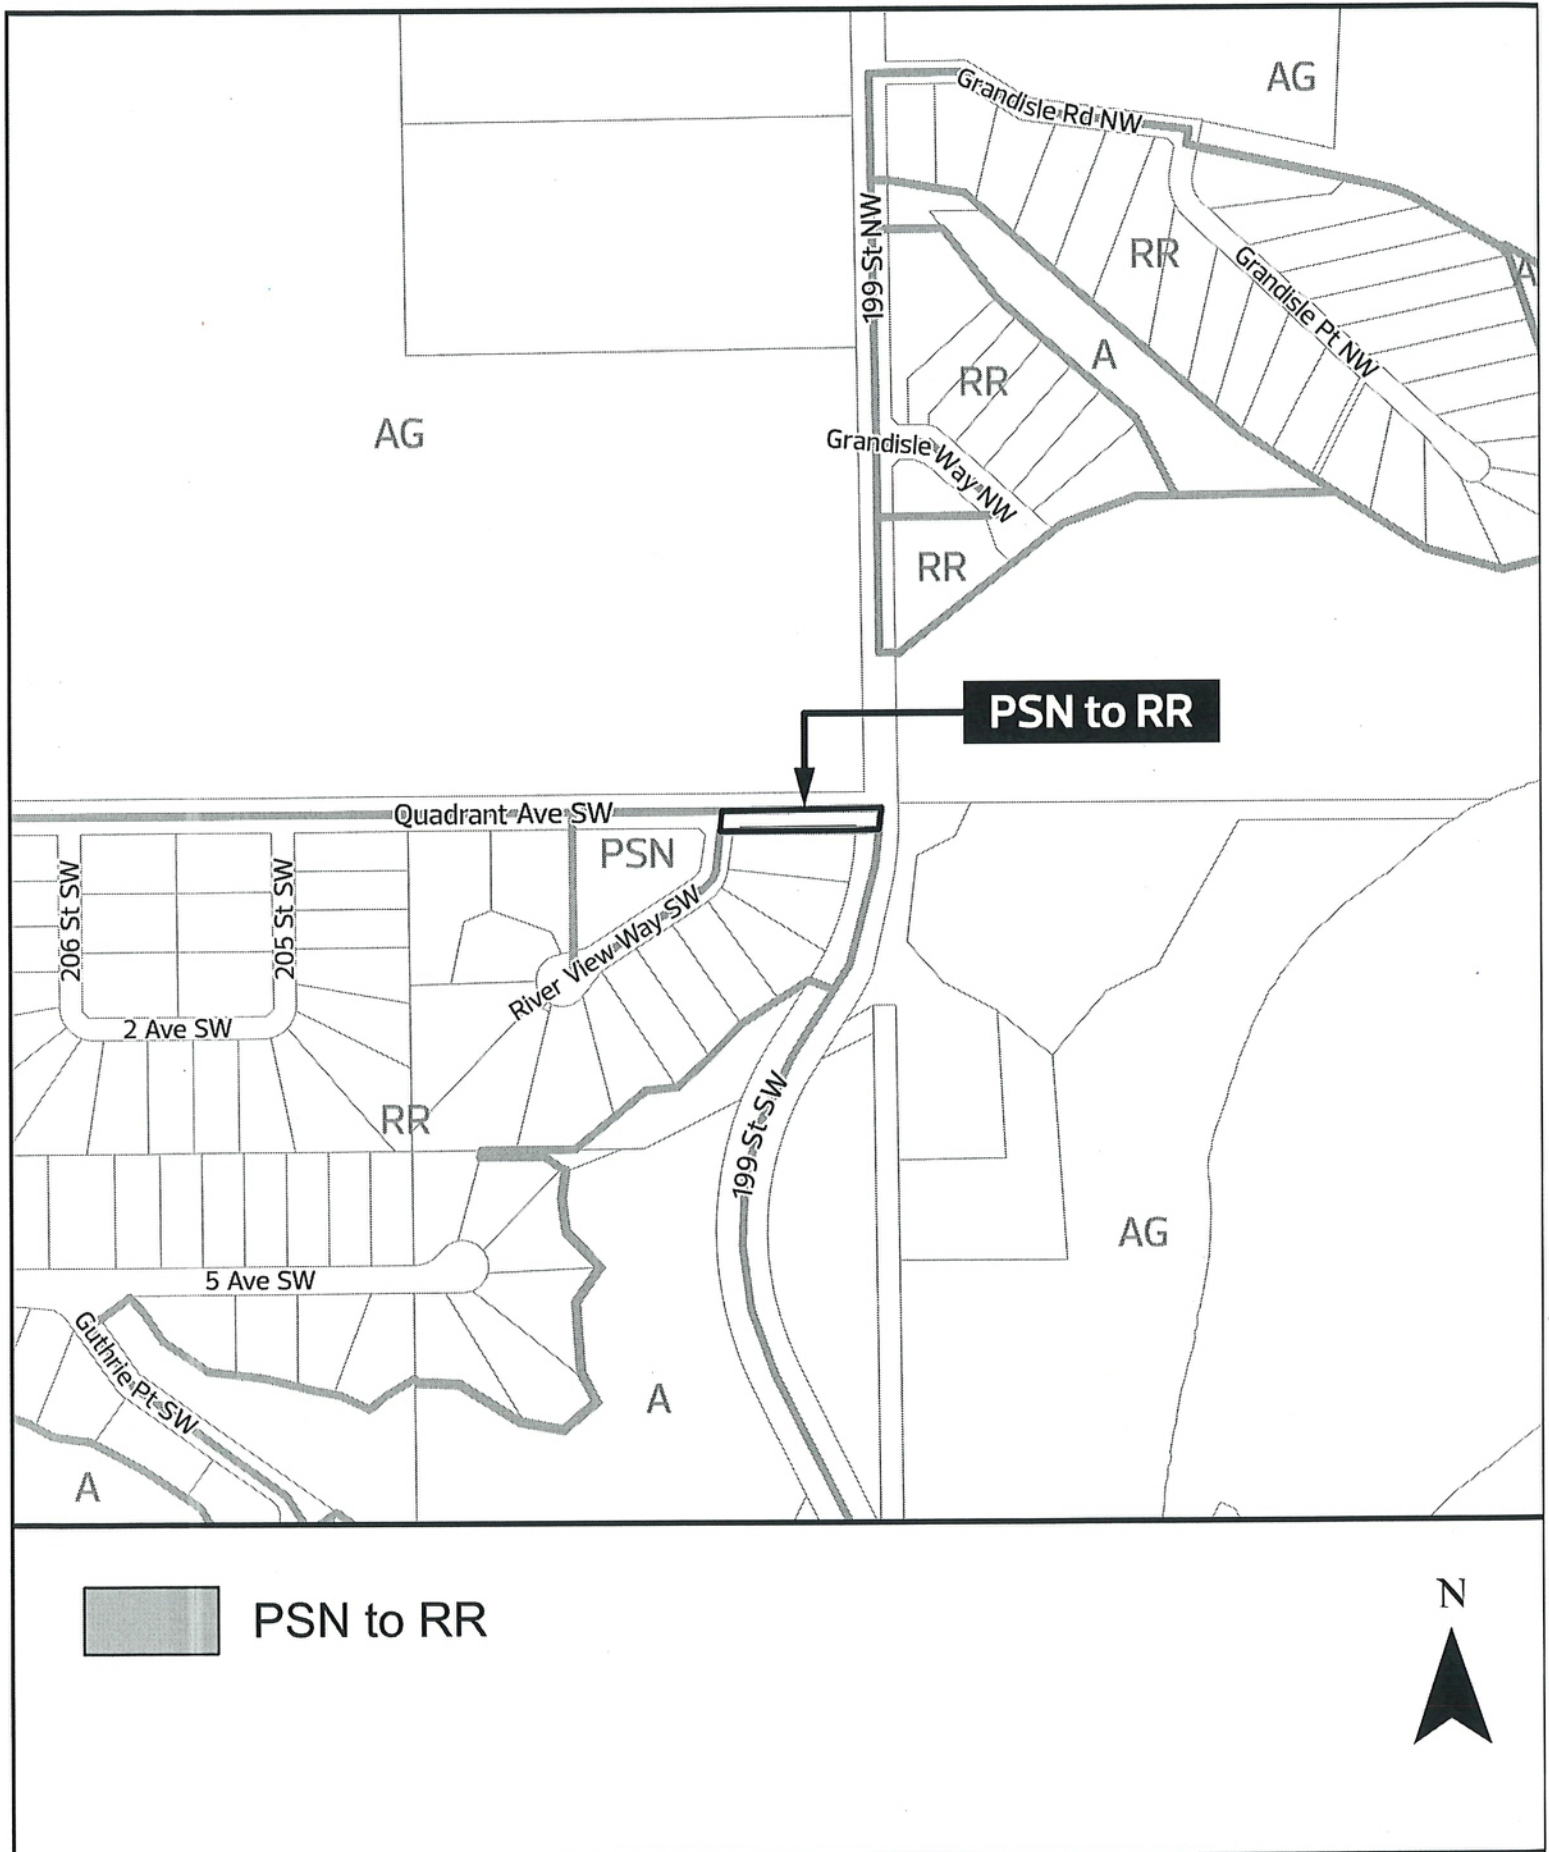 AG
Grandisle Rd NW
199 St NW
RR
Grandisle Pt NW
A
A
RR
AG
Grandisle Way NW
RR
PSN to RR
Quadrant Ave SW
PSN
206 St SW
205 St SW
River View Way SW
2 Ave SW
RR
199 St SW
AG
5 Ave SW
Guthrie Pt SW
A
A
PSN to RR
N